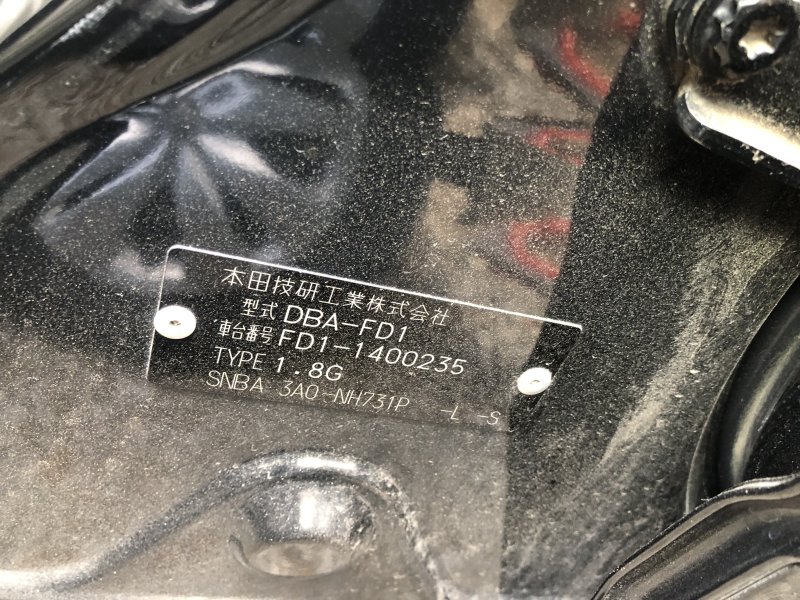 本田技研工業株式会社
型式 DBA-FD1
車台番号 FD1-1400235
TYPE 1.8G
SNBA 3A0-NH731P -L -S